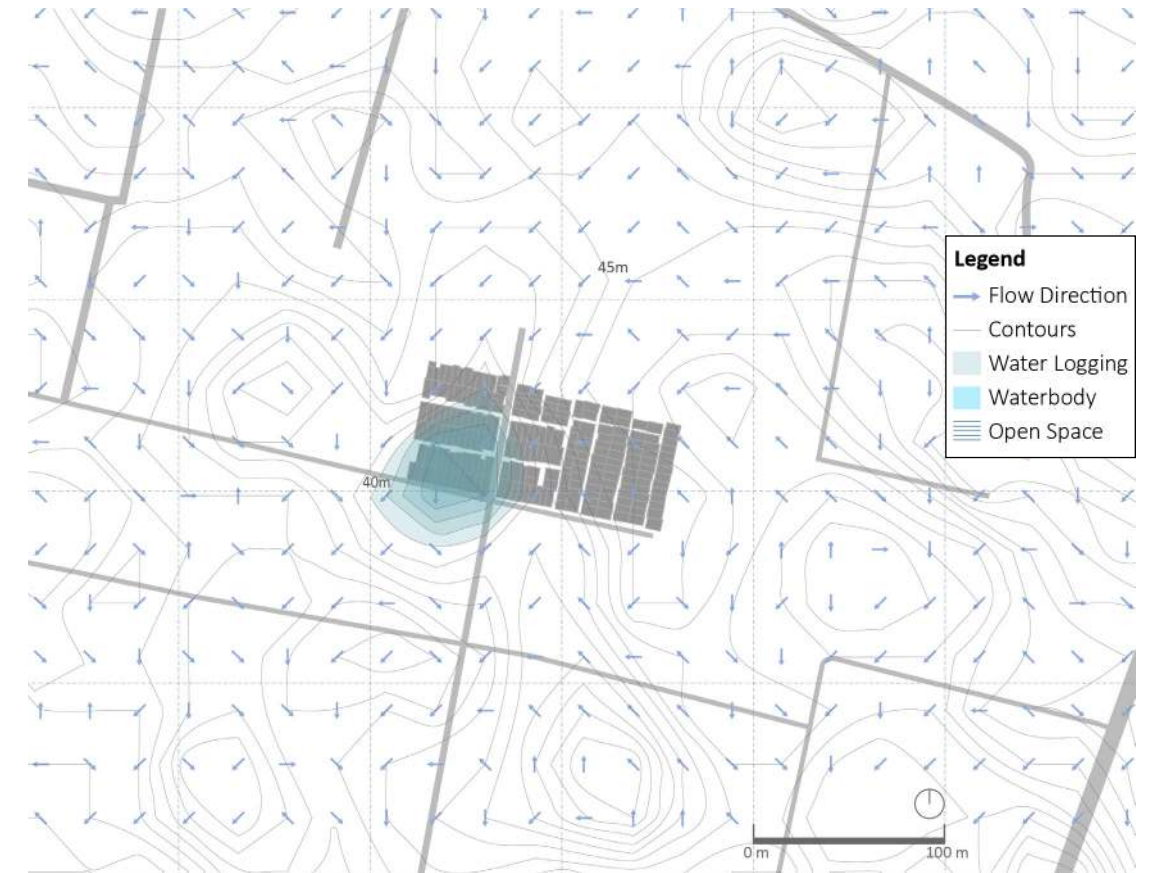 45m
Legend
Flow Direction
Contours
Water Logging
Waterbody
Open Space
40m
0 m
100 m